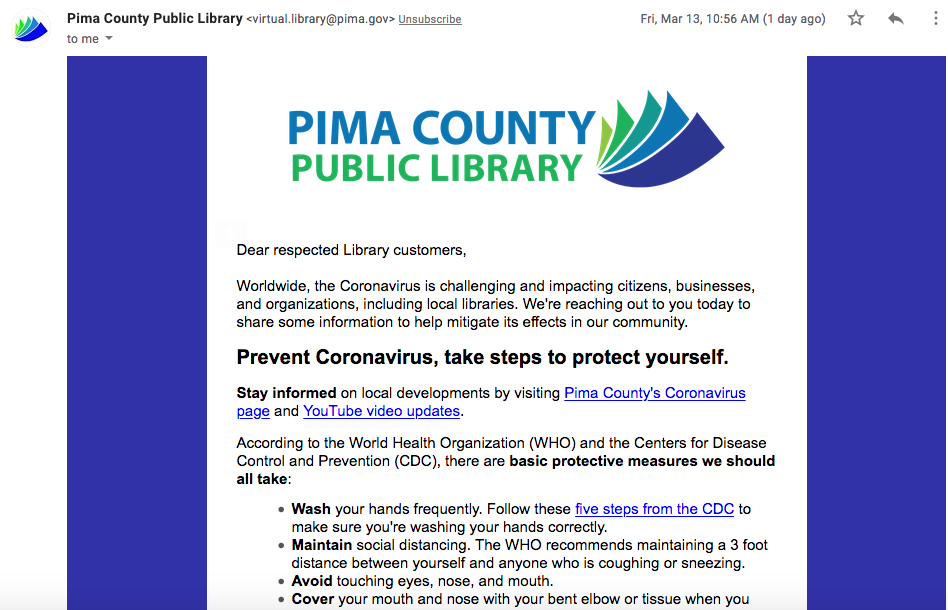 Pima County Public Library <virtual.library@pima.gov> Unsubscribe
Fri, Mar 13, 10:56 AM (1 day ago)
to me
PIMA COUNTY
PUBLIC LIBRARY
Dear respected Library customers,
Worldwide, the Coronavirus is challenging and impacting citizens, businesses,
and organizations, including local libraries. We're reaching out to you today to
share some information to help mitigate its effects in our community.
Prevent Coronavirus, take steps to protect yourself.
Stay informed on local developments by visiting Pima County's Coronavirus
page and YouTube video updates.
According to the World Health Organization (WHO) and the Centers for Disease
Control and Prevention (CDC), there are basic protective measures we should
all take:
• Wash your hands frequently. Follow these five steps from the CDC to
make sure you're washing your hands correctly.
• Maintain social distancing. The WHO recommends maintaining a 3 foot
distance between yourself and anyone who is coughing or sneezing.
• Avoid touching eyes, nose, and mouth.
• Cover your mouth and nose with your bent elbow or tissue when you